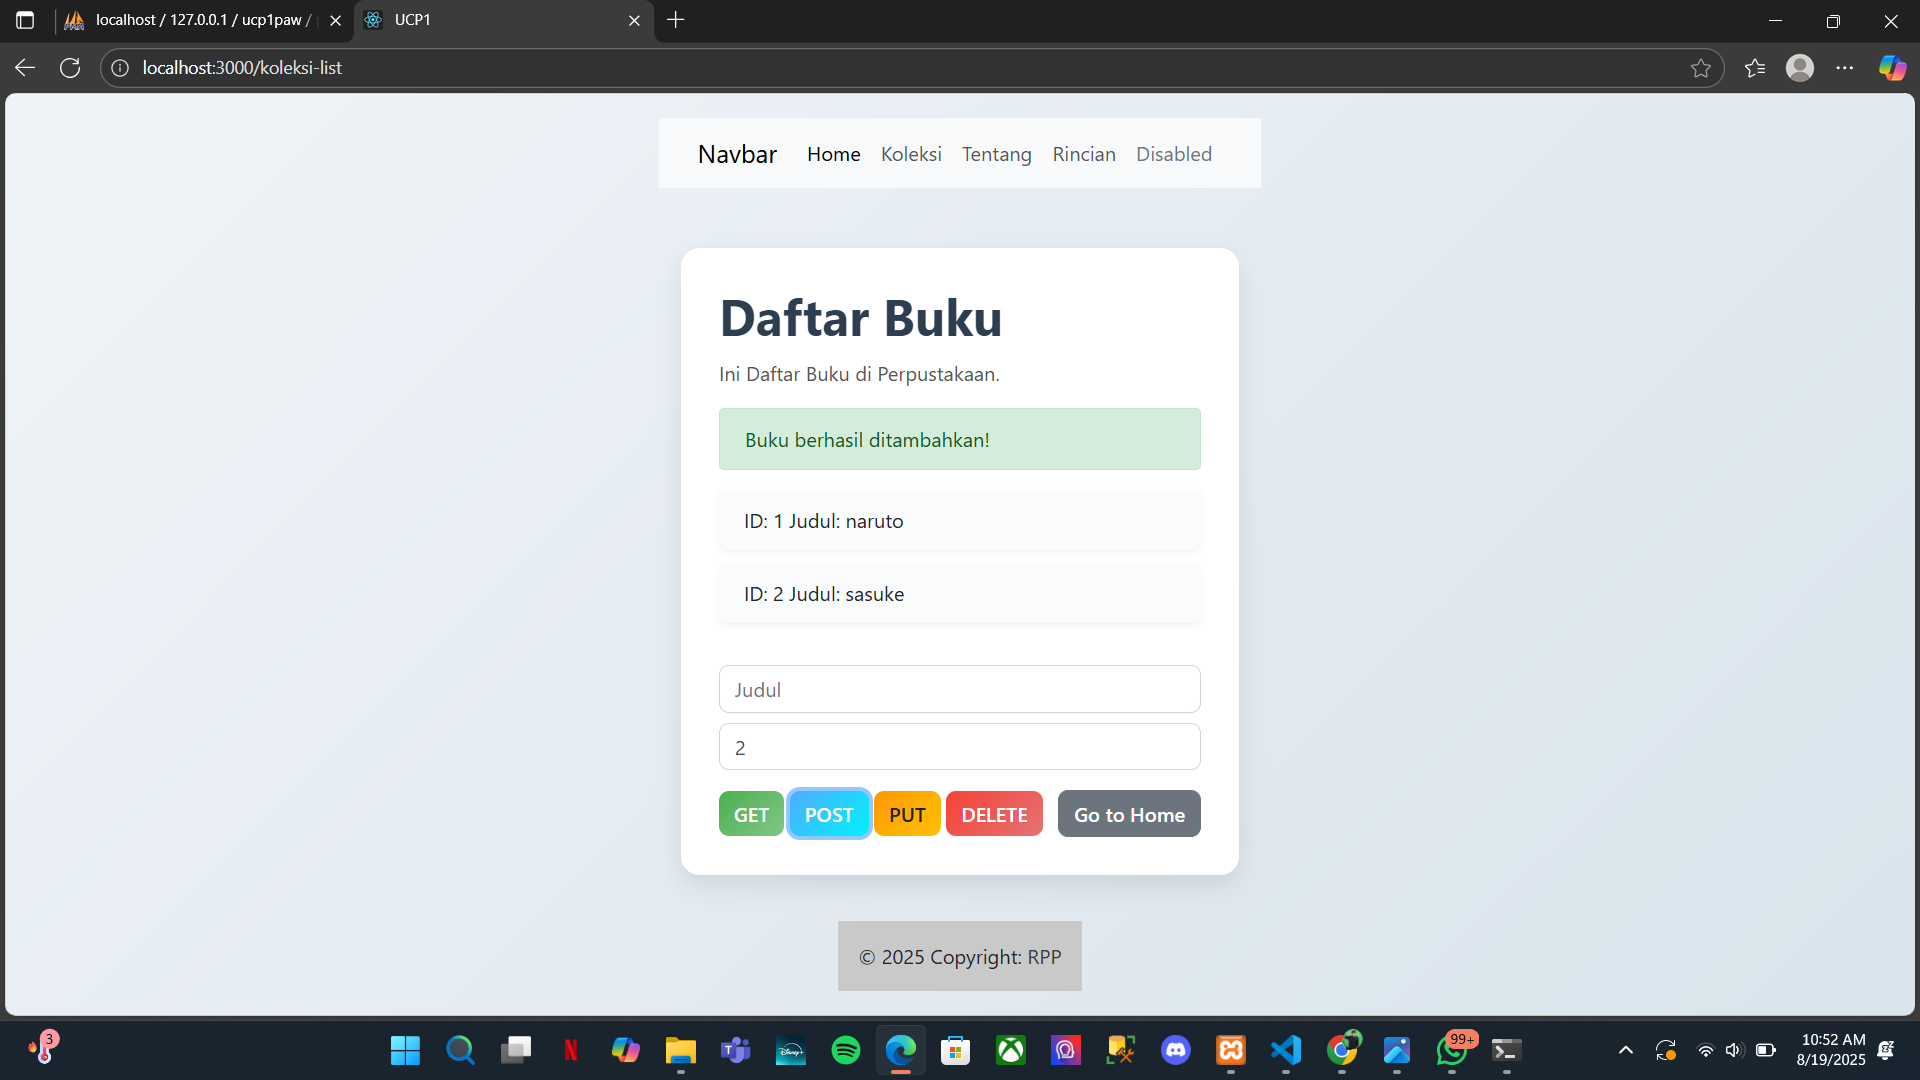 localhost / 127.0.0.1 / ucp1paw /
UCP1
localhost:3000/koleksi-list
Navbar Home Koleksi Tentang Rincian Disabled
Daftar Buku
Ini Daftar Buku di Perpustakaan.
Buku berhasil ditambahkan!
ID: 1 Judul: naruto
ID: 2 Judul: sasuke
Judul
2
GET POST PUT DELETE Go to Home
© 2025 Copyright: RPP
3
99+
10:52 AM
8/19/2025